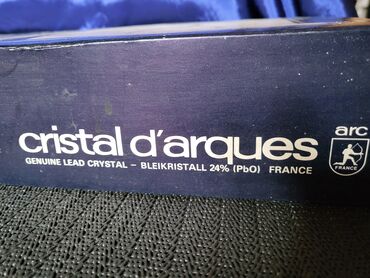 cristal d'arques
GENUINE LEAD CRYSTAL – BLEIKRISTALL 24% (PbO) FRANCE
arc
FRANCE